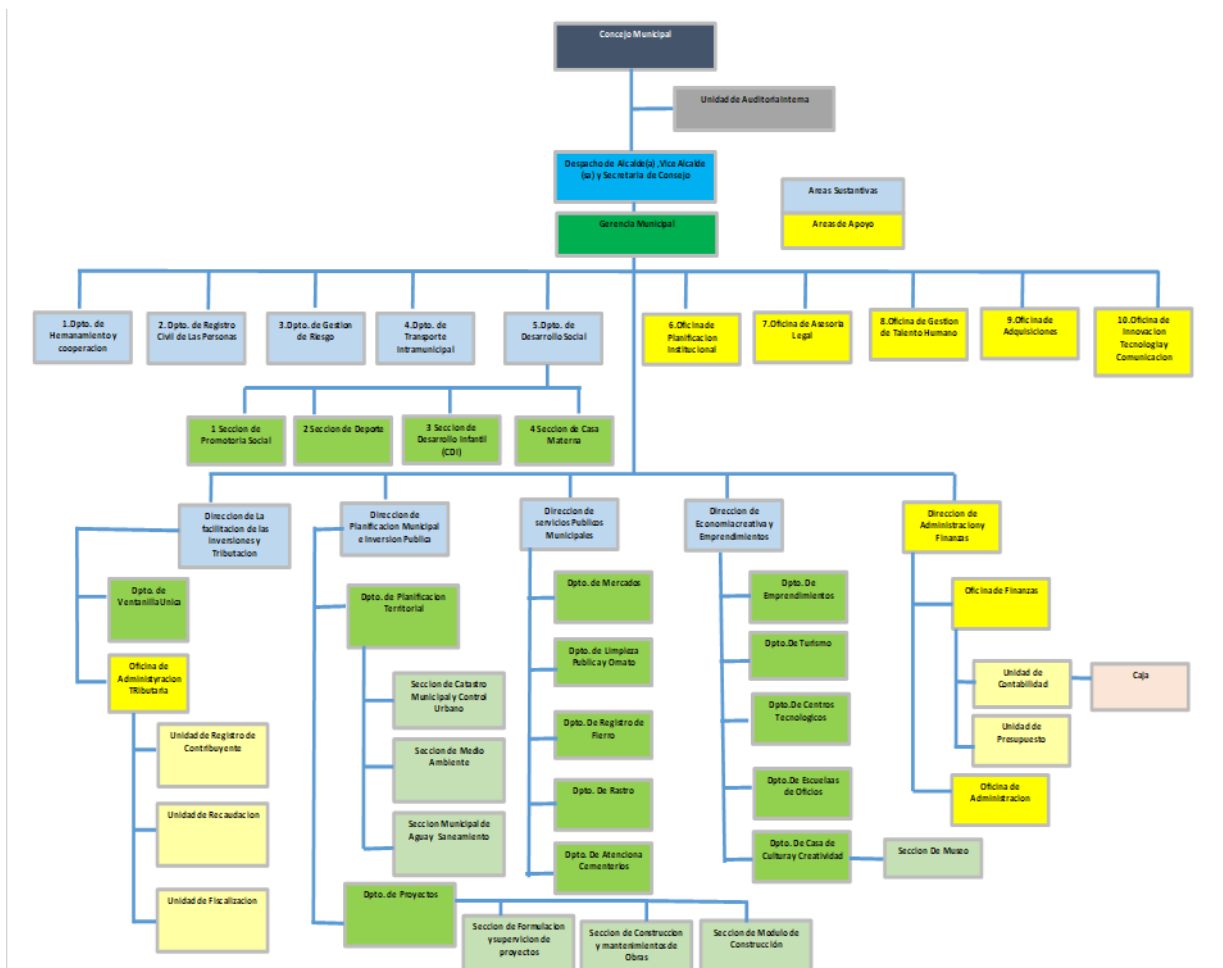 Concejo Municipal
Unidad de Auditoria Interna
Despacho de Alcalde(a) ,Vice Alcalde
(sa) y Secretaria de Consejo
Areas Sustantivas
Gerencia Municipal
Areas de Apoyo
1.Dpto. de
Hemanamiento y
cooperacion
2. Dpto. de Registro
Civil de Las Personas
3.Dpto. de Gestion
de Riesgo
4.Dpto. de
Transporte
Intramunicipal
5.Dpto. de
Desarrollo Social
6.Oficina de
Planificacion
Institucional
7.Oficina de Asesoria
Legal
8.Oficina de Gestion
de Talento Humano
9.Oficina de
Adquisiciones
10.Oficina de
Innovacion
Tecnologia y
Comunicacion
1 Seccion de
Promotoria Social
2 Seccion de Deporte
3 Seccion de
Desarrollo Infantil
(CDI)
4 Seccion de Casa
Materna
Direccion de La
facilitacion de las
Inversiones y
Tributacion
Direccion de
Planificacion Municipal
e Inversion Publica
Direccion de
servicios Publicos
Municipales
Direccion de
Economia creativa y
Emprendimientos
Direccion de
Administracion y
Finanzas
Dpto. de
Ventanilla Unica
Oficina de
Administyracion
TRibutaria
Unidad de Registro de
Contribuyente
Unidad de Recaudacion
Unidad de Fiscalizacion
Dpto. de Planificacion
Territorial
Seccion de Catastro
Municipal y Control
Urbano
Seccion de Medio
Ambiente
Seccion Municipal de
Agua y Saneamiento
Dpto. de Proyectos
Seccion de Formulacion
y supervicion de
proyectos
Seccion de Construccion
y mantenimientos de
Obras
Seccion de Modulo de
Construcción
Dpto. de Mercados
Dpto. de Limpieza
Publica y Ornato
Dpto. De Registro de
Fierro
Dpto. De Rastro
Dpto. De Atencion a
Cementerios
Dpto. De
Emprendimientos
Dpto. De Turismo
Dpto. De Centros
Tecnologicos
Dpto. De Escuelaas
de Oficios
Dpto. De Casa de
Cultura y Creatividad
Seccion De Museo
Oficina de Finanzas
Unidad de
Contabilidad
Caja
Unidad de
Presupuesto
Oficina de
Administracion